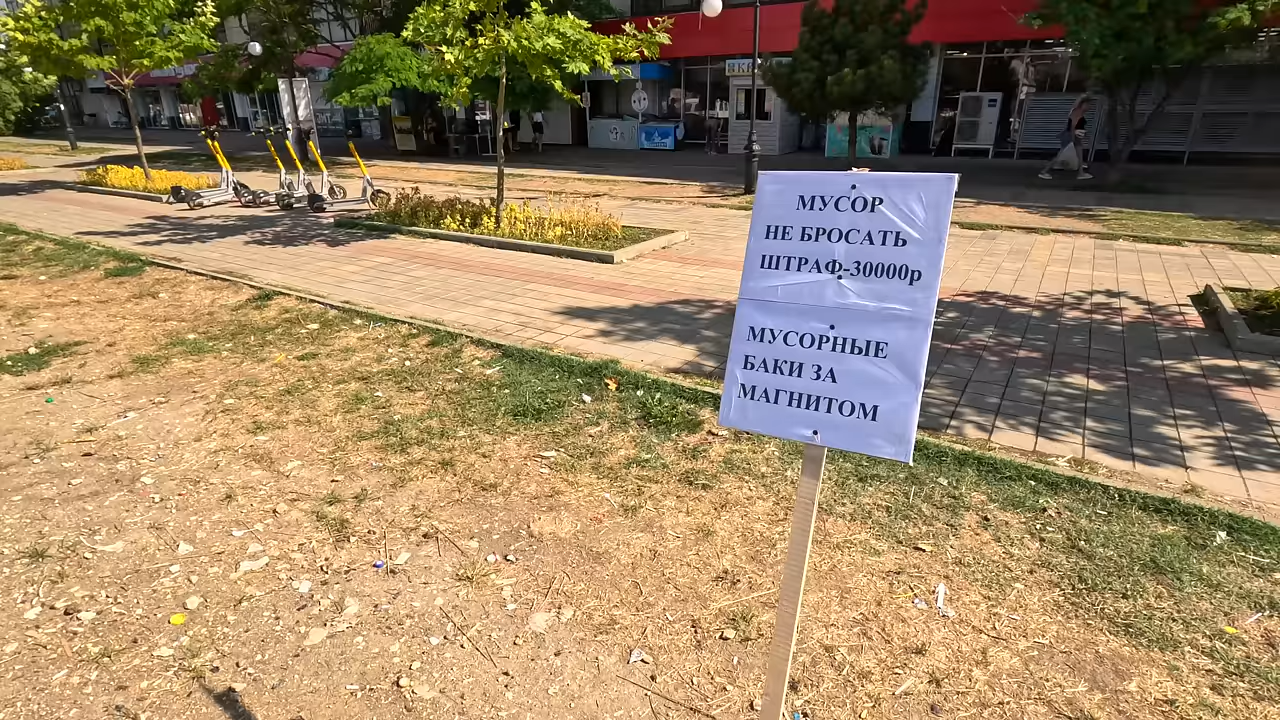 МУСОР
НЕ БРОСАТЬ
ШТРАФ-30000р
МУСОРНЫЕ
БАКИ ЗА
МАГНИТОМ